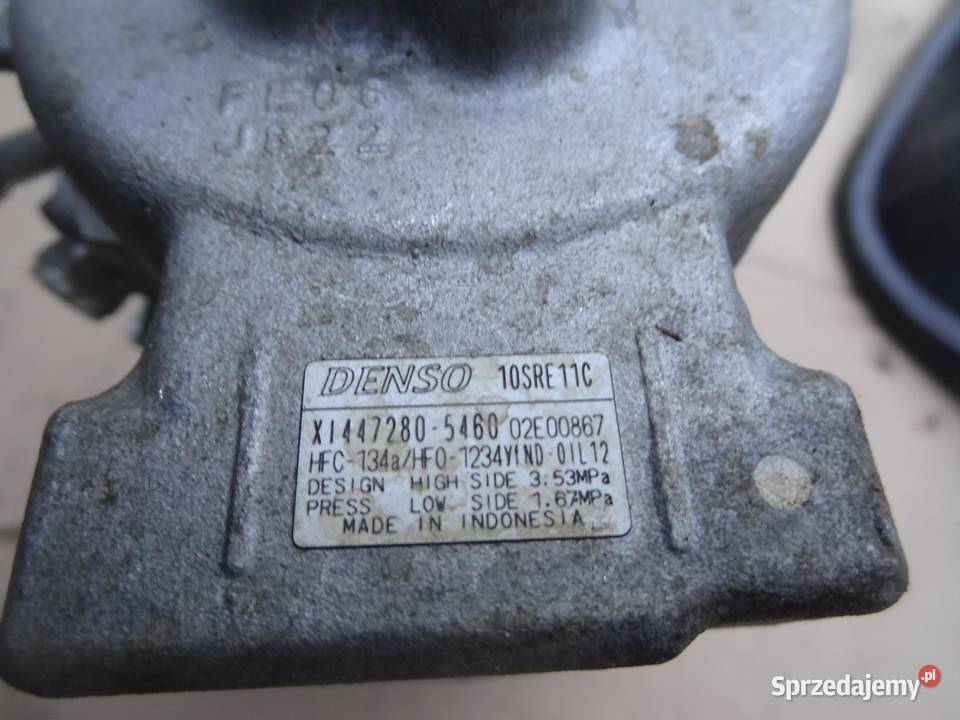 J822
DENSO 10SRE11C
XI447280-5460 02E00867
HFC-134a/HFO-1234YfND-OIL12
DESIGN HIGH SIDE 3.53MPa
PRESS LOW SIDE 1.67MPa
MADE IN INDONESIA
Sprzedajemy.pl